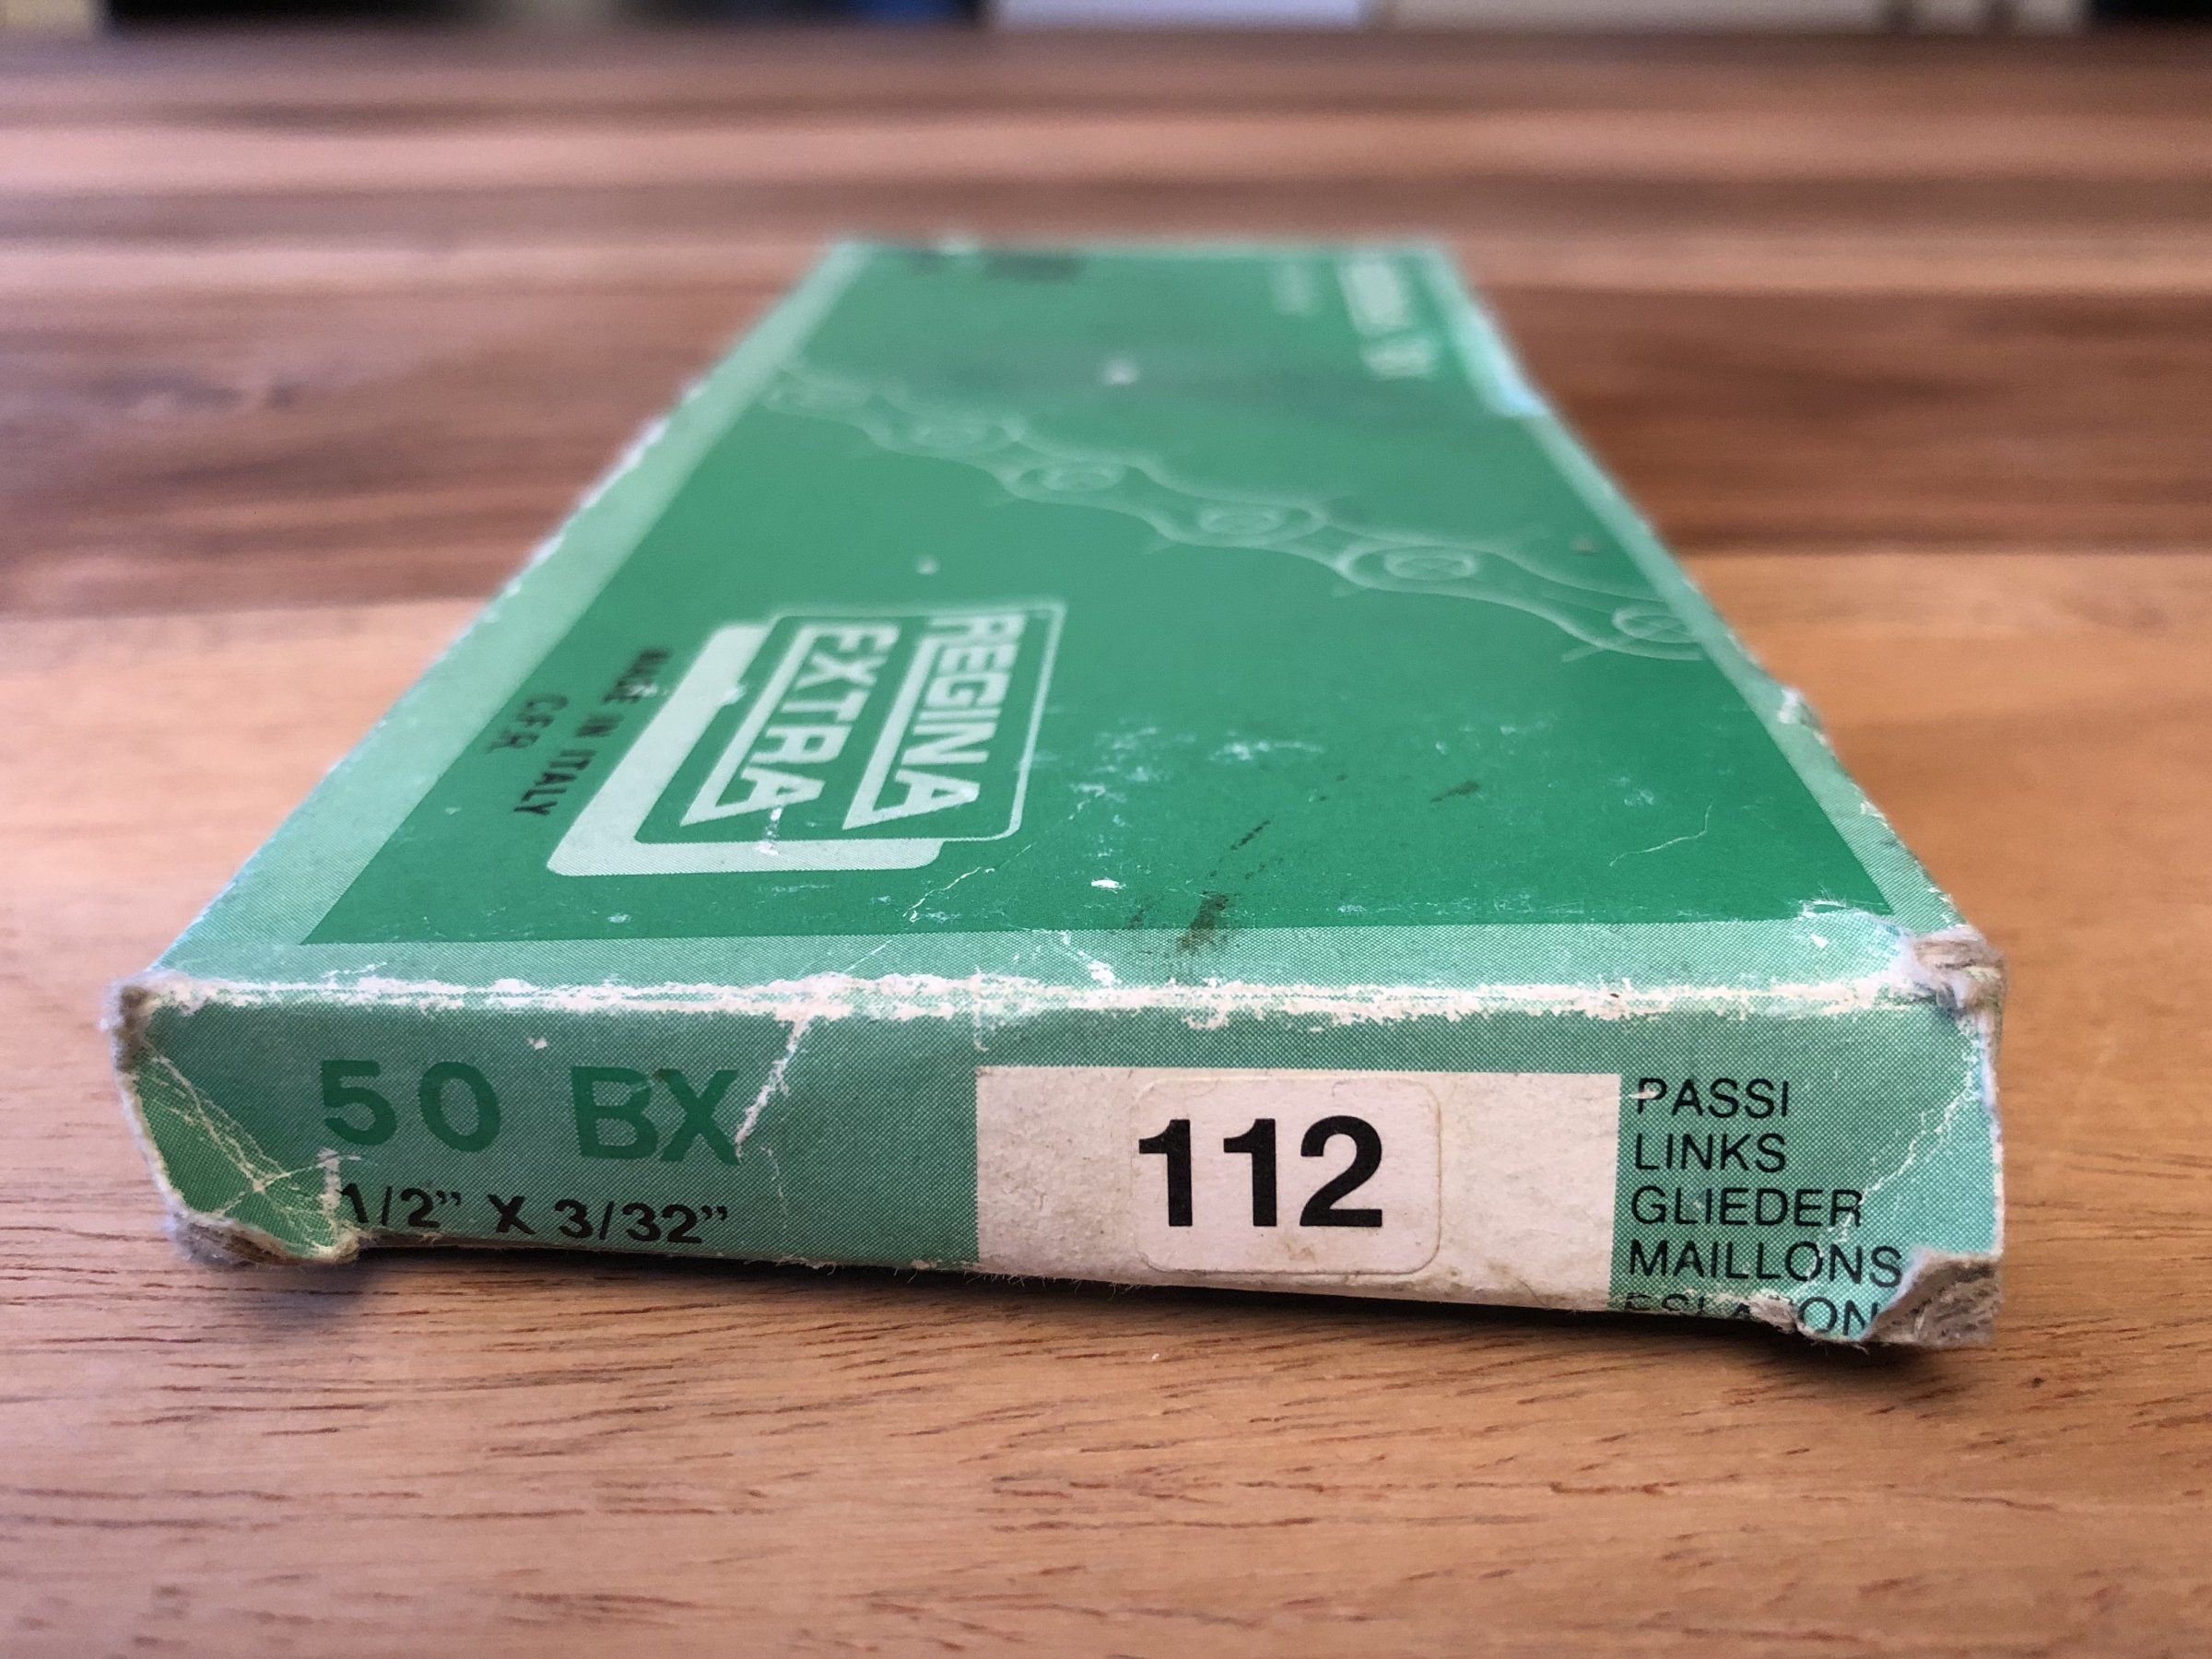 REGINA
EXTRA
MADE IN ITALY
50 BX
1/2" X 3/32"
112
PASSI
LINKS
GLIEDER
MAILLONS